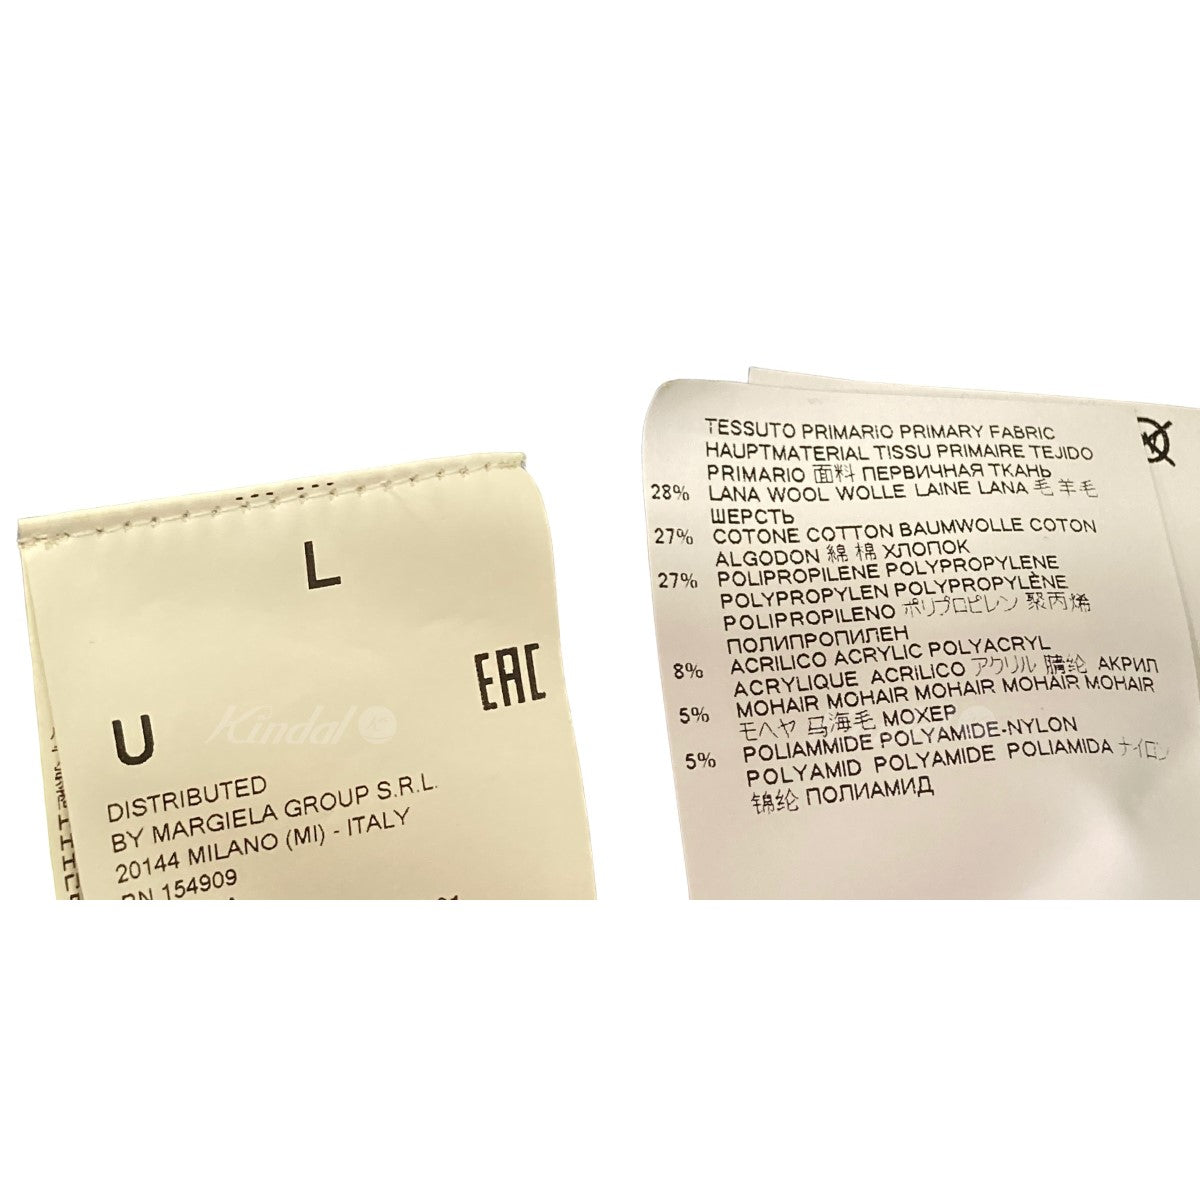 L
EAC
U
Kindal
DISTRIBUTED
BY MARGIELA GROUP S.R.L.
20144 MILANO (MI) - ITALY
RN 154909
TESSUTO PRIMARIO PRIMARY FABRIC
HAUPTMATERIAL TISSU PRIMAIRE TEJIDO
PRIMARIO 面料 ПЕРВИЧНАЯ ТКАНЬ
28% LANA WOOL WOLLE LAINE LANA 毛 羊毛
ШЕРСТЬ
27% COTONE COTTON BAUMWOLLE COTON
ALGODON 綿 棉 ХЛОПОК
27% POLIPROPILENE POLYPROPYLENE
POLYPROPYLEN POLYPROPYLÈNE
POLIPROPILENO ポリプロピレン 聚丙烯
ПОЛИПРОПИЛЕН
8% ACRILICO ACRYLIC POLYACRYL
ACRYLIQUE ACRILICO アクリル 腈纶 АКРИЛ
5% MOHAIR MOHAIR MOHAIR MOHAIR MOHAIR
モヘヤ 马海毛 МОХЕР
5% POLIAMMIDE POLYAMIDE-NYLON
POLYAMID POLYAMIDE POLIAMIDA ナイロン
锦纶 ПОЛИАМИД